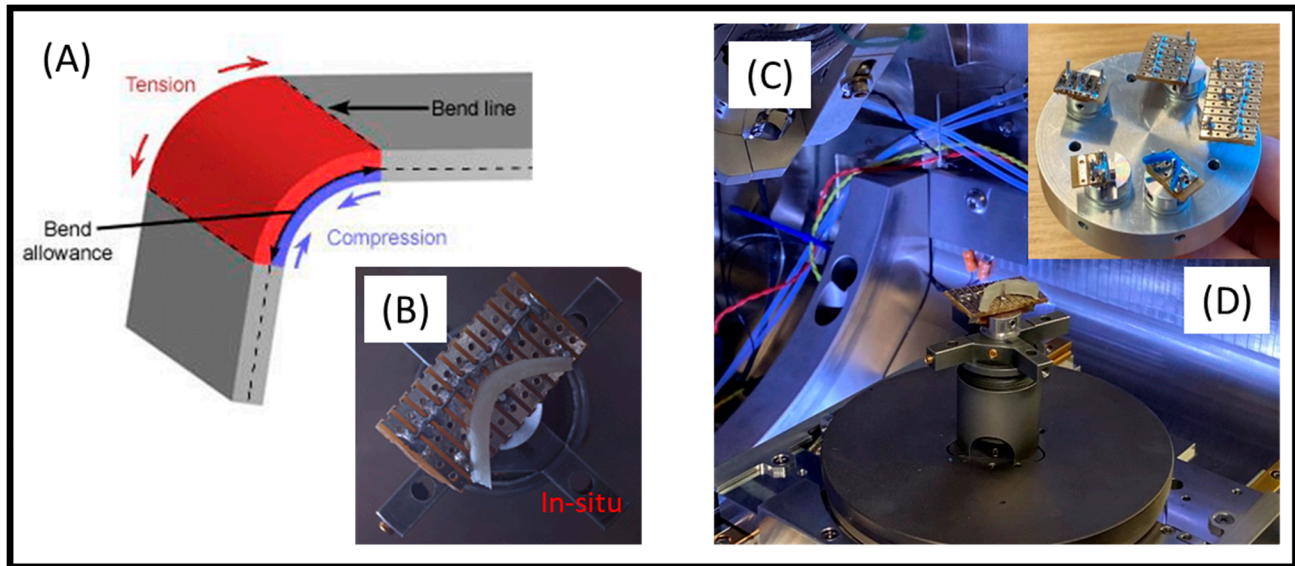 (A)
Tension
Bend line
Bend
allowance
Compression
(B)
In-situ
(C)
(D)